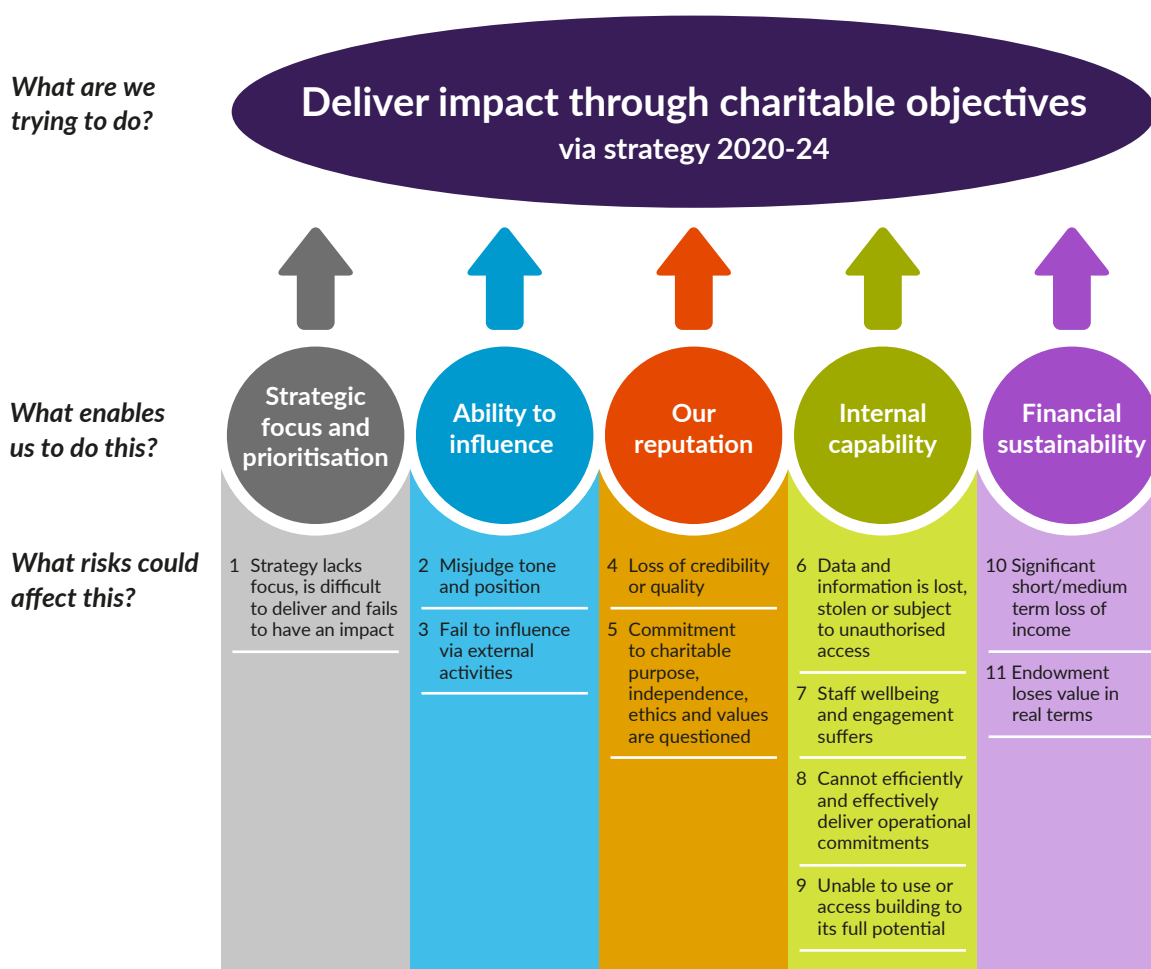 What are we
trying to do?
Deliver impact through charitable objectives
via strategy 2020-24
What enables
us to do this?
Strategic
focus and
prioritisation
Ability to
influence
Our
reputation
Internal
capability
Financial
sustainability
What risks could
affect this?
1 Strategy lacks
focus, is difficult
to deliver and fails
to have an impact
2 Misjudge tone
and position
3 Fail to influence
via external
activities
4 Loss of credibility
or quality
5 Commitment
to charitable
purpose,
independence,
ethics and values
are questioned
6 Data and
information is lost,
stolen or subject
to unauthorised
access
7 Staff wellbeing
and engagement
suffers
8 Cannot efficiently
and effectively
deliver operational
commitments
9 Unable to use or
access building to
its full potential
10 Significant
short/medium
term loss of
income
11 Endowment
loses value in
real terms